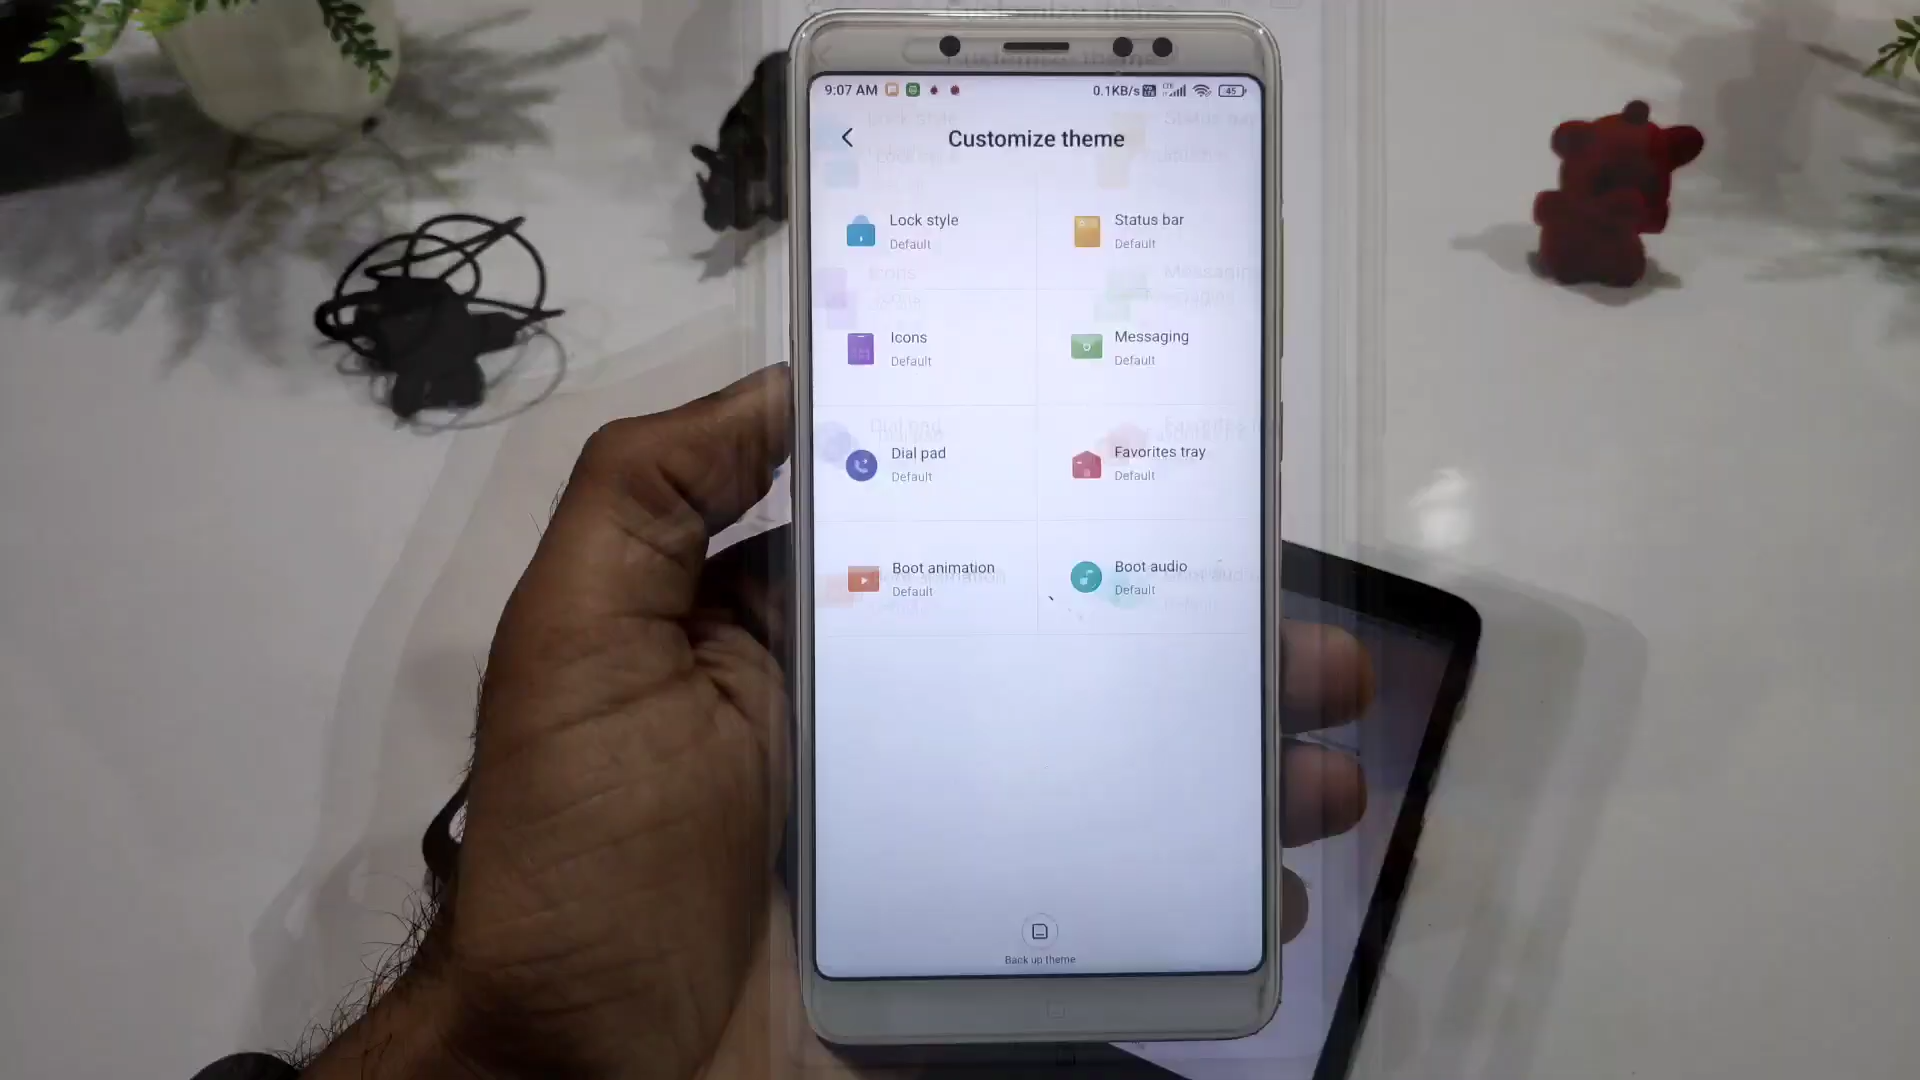 9:07 AM 0.1KB/s 45
Customize theme
Lock style
Default
Status bar
Default
Icons
Default
Messaging
Default
Dial pad
Default
Favorites tray
Default
Boot animation
Default
Boot audio
Default
Back up theme